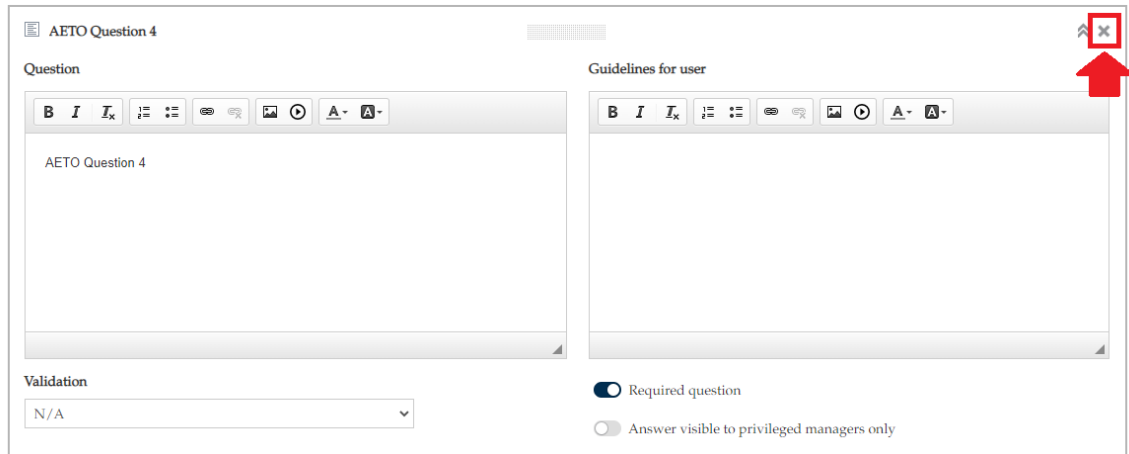 AETO Question 4
Question
Guidelines for user
AETO Question 4
Validation
N/A
Required question
Answer visible to privileged managers only